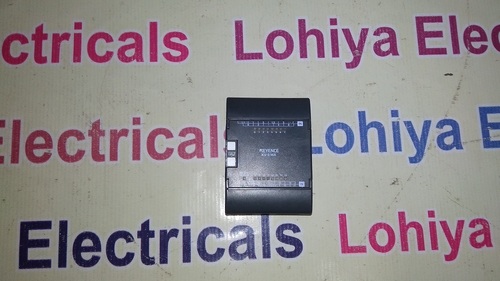 ctricals Lohiya Elec
Electricals Lohiya E
KEYENCE
Electricals Lohiya